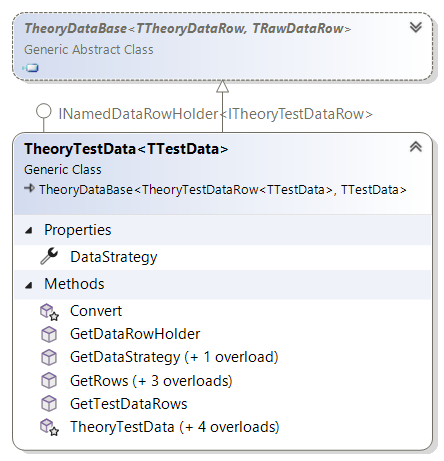 TheoryDataBase<TTheoryDataRow, TRawDataRow>
Generic Abstract Class
INamedDataRowHolder<ITheoryTestDataRow>
TheoryTestData<TTestData>
Generic Class
TheoryDataBase<TheoryTestDataRow<TTestData>, TTestData>
Properties
DataStrategy
Methods
Convert
GetDataRowHolder
GetDataStrategy (+ 1 overload)
GetRows (+ 3 overloads)
GetTestDataRows
TheoryTestData (+ 4 overloads)